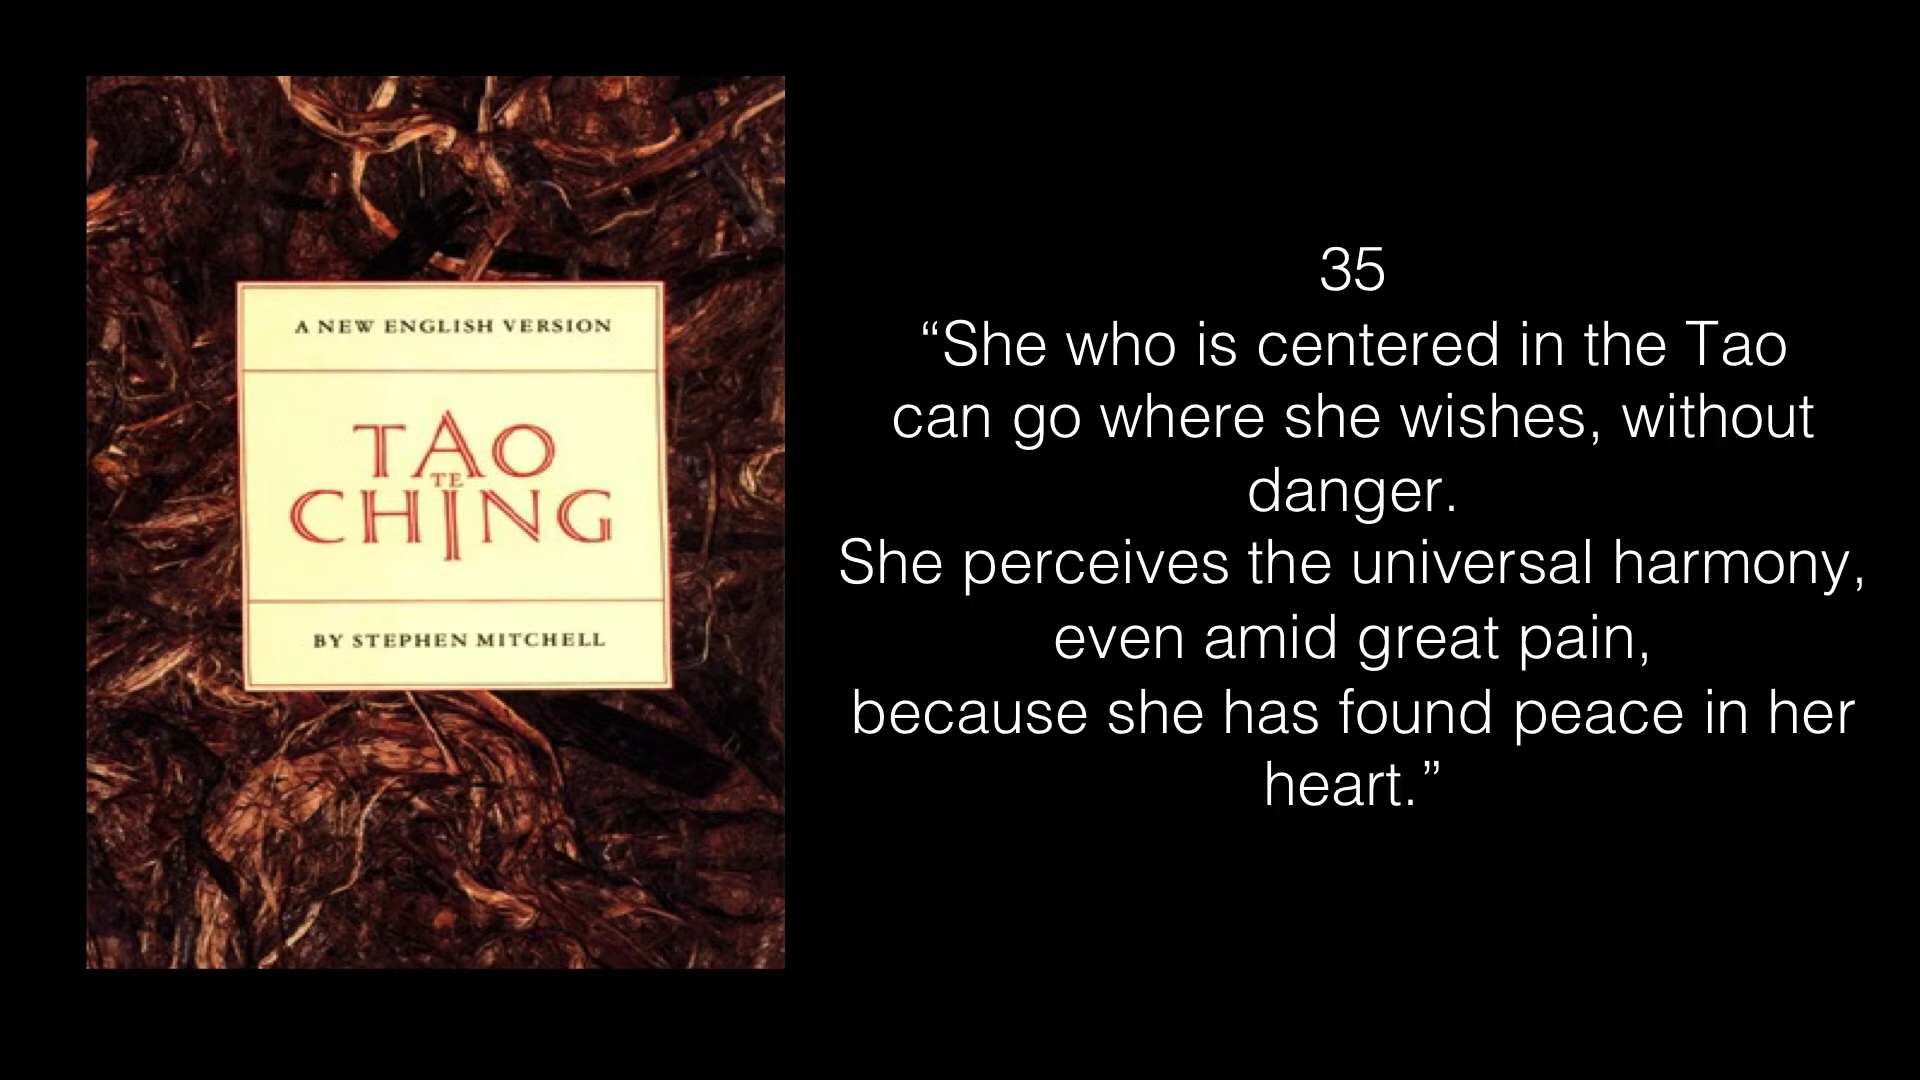 A NEW ENGLISH VERSION
TAO
TE
CHING
BY STEPHEN MITCHELL
35
“She who is centered in the Tao
can go where she wishes, without
danger.
She perceives the universal harmony,
even amid great pain,
because she has found peace in her
heart.”